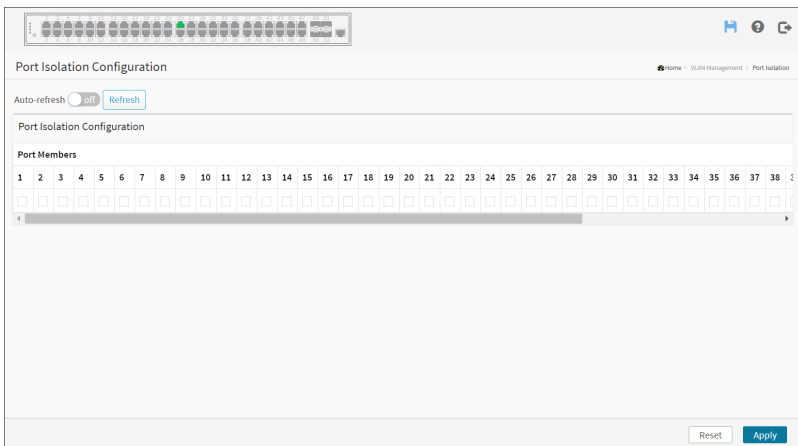 Port Isolation Configuration
Home > VLAN Management > Port Isolation
Auto-refresh off Refresh
Port Isolation Configuration
Port Members
1 2 3 4 5 6 7 8 9 10 11 12 13 14 15 16 17 18 19 20 21 22 23 24 25 26 27 28 29 30 31 32 33 34 35 36 37 38
Reset Apply